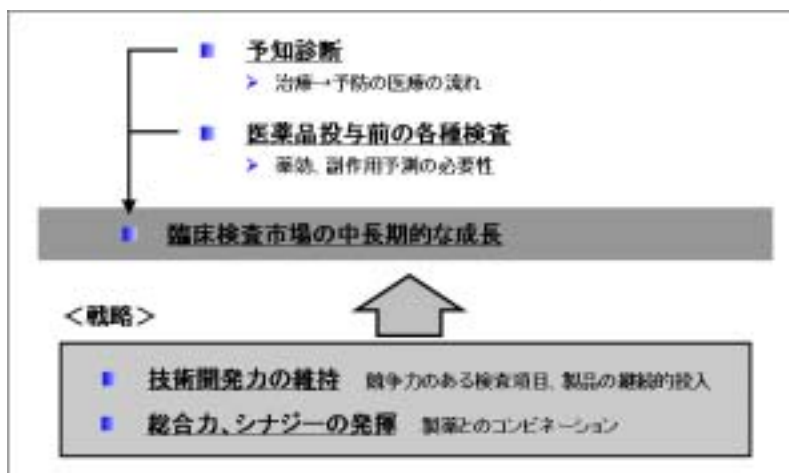 予知診断
治療→予防の医療の流れ
医薬品投与前の各種検査
薬効、副作用予測の必要性
臨床検査市場の中長期的な成長
＜戦略＞
技術開発力の維持 競争力のある検査項目、製品の継続的投入
総合力、シナジーの発揮 製薬とのコンビネーション